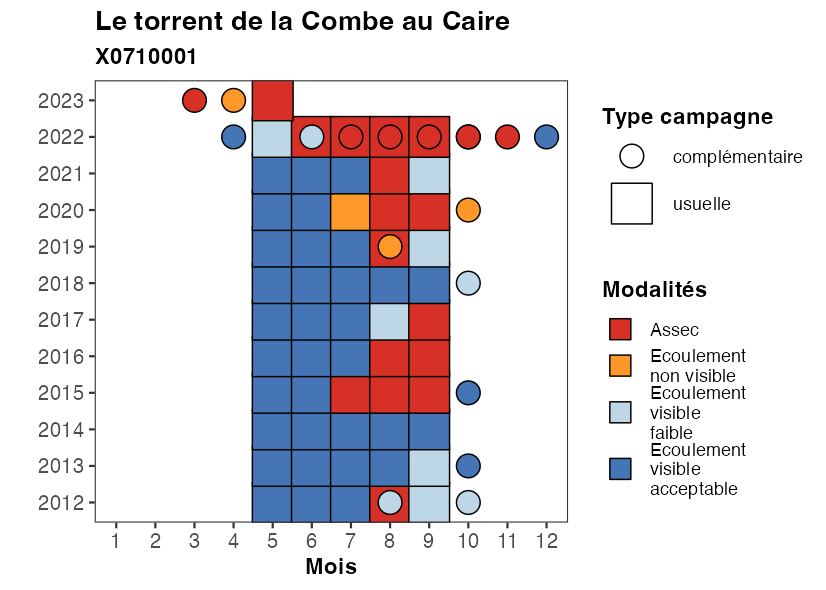 Le torrent de la Combe au Caire
X0710001
2023
2022
2021
2020
2019
2018
2017
2016
2015
2014
2013
2012
1 2 3 4 5 6 7 8 9 10 11 12
Mois
Type campagne
complémentaire
usuelle
Modalités
Assec
Ecoulement
non visible
Ecoulement
visible
faible
Ecoulement
visible
acceptable